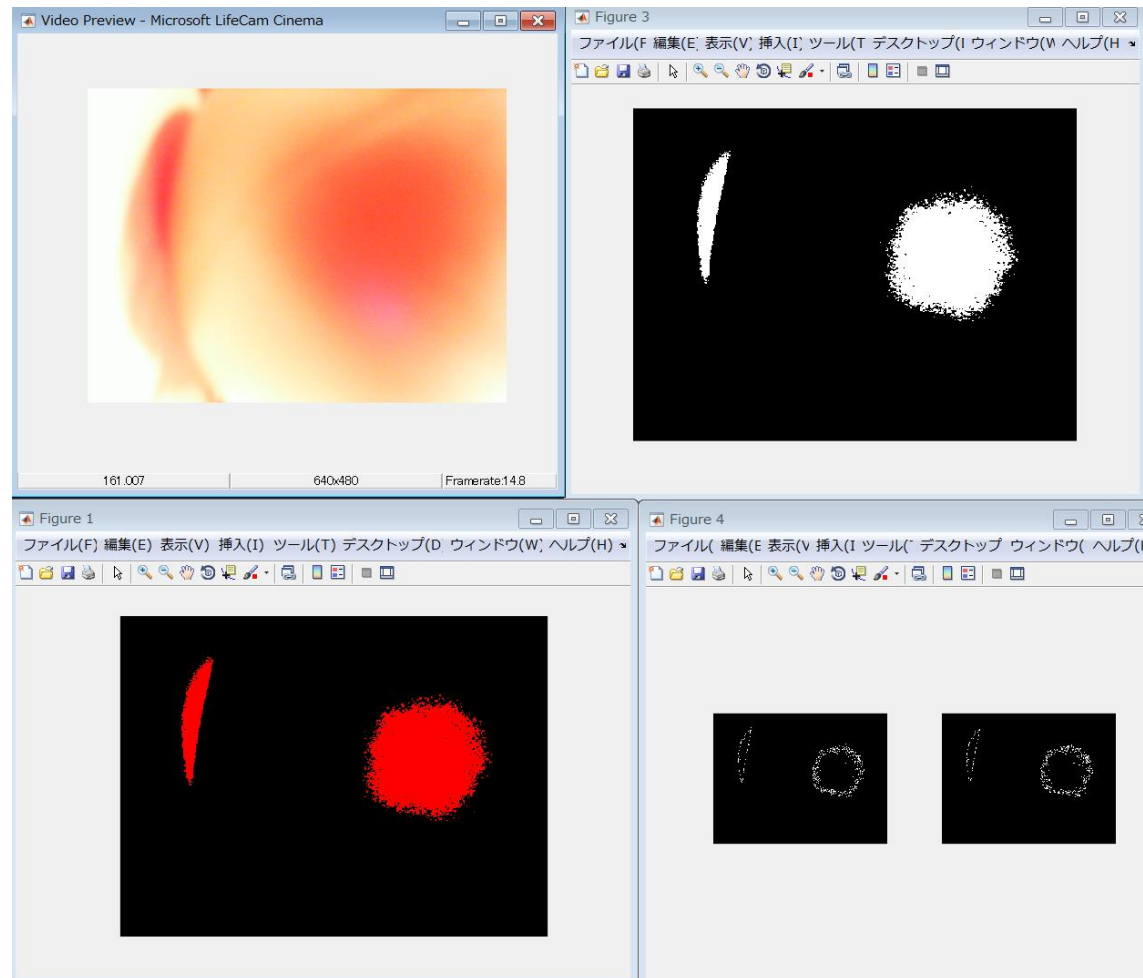 Video Preview - Microsoft LifeCam Cinema
161.007 640x480 Framerate:14.8
Figure 3
ファイル(F 編集(E 表示(V 挿入(I ツール(T デスクトップ(I ウィンドウ(W ヘルプ(H
Figure 1
ファイル(F) 編集(E) 表示(V) 挿入(I) ツール(T) デスクトップ(D ウィンドウ(W) ヘルプ(H)
Figure 4
ファイル( 編集(E 表示(V 挿入(I ツール( デスクトップ ウィンドウ( ヘルプ(